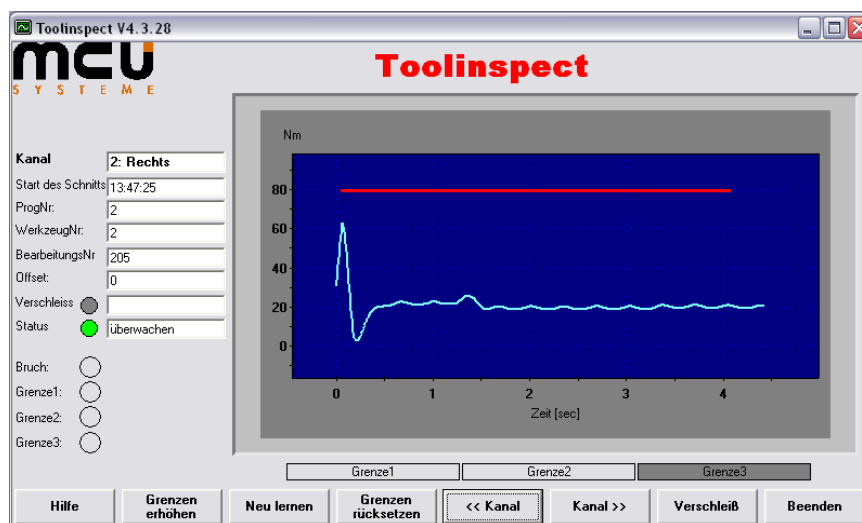 Toolinspect V4.3.28
mcu
SYSTEME
Toolinspect
Kanal 2: Rechts
Start des Schnitts 13:47:25
ProgNr: 2
WerkzeugNr: 2
BearbeitungsNr 205
Offset: 0
Verschleiss
Status überwachen
Bruch:
Grenze1:
Grenze2:
Grenze3:
Nm
80
60
40
20
0
0 1 2 3 4
Zeit [sec]
Grenze1 Grenze2 Grenze3
Hilfe
Grenzen
erhöhen
Neu lernen
Grenzen
rücksetzen
<< Kanal
Kanal >>
Verschleiß
Beenden